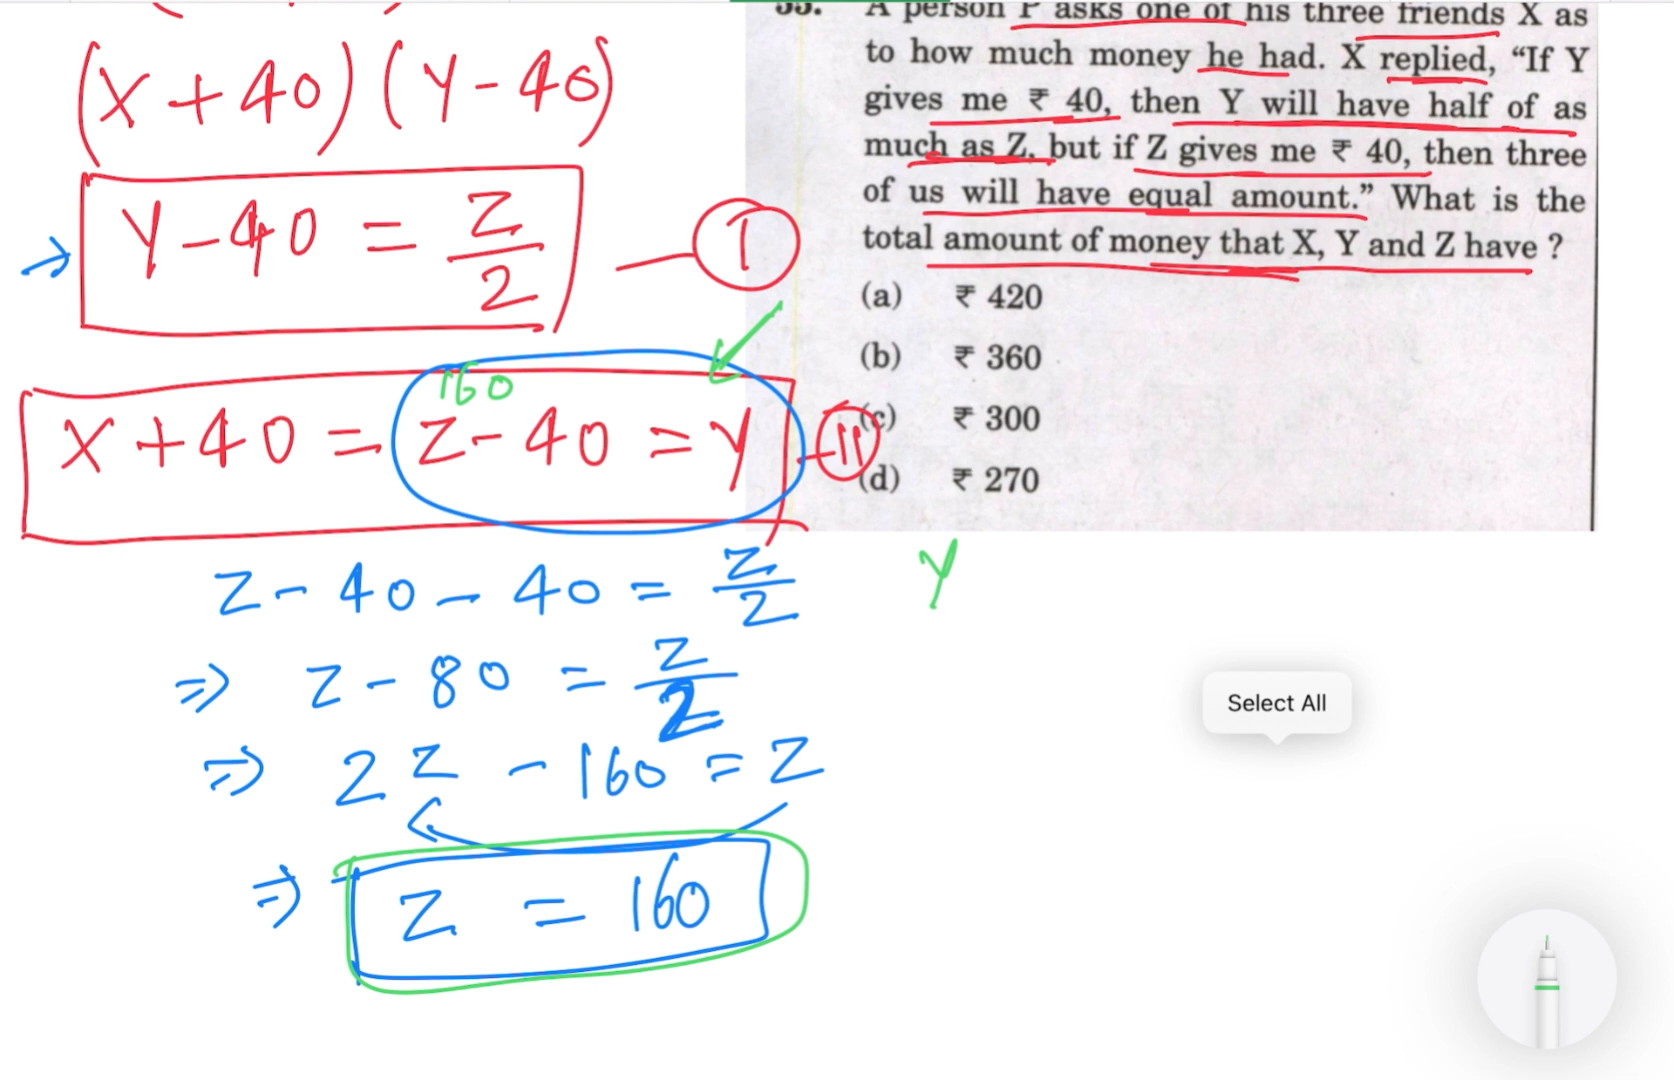 (X + 40) (Y - 40)
Y - 40 = Z/2 — I
160
X + 40 = Z - 40 = Y — II
Z - 40 - 40 = Z/2
⇒ Z - 80 = Z/2
⇒ 2Z - 160 = Z
⇒ Z = 160
55. A person P asks one of his three friends X as
to how much money he had. X replied, “If Y
gives me ₹ 40, then Y will have half of as
much as Z, but if Z gives me ₹ 40, then three
of us will have equal amount.” What is the
total amount of money that X, Y and Z have ?
(a) ₹ 420
(b) ₹ 360
(c) ₹ 300
(d) ₹ 270
Y
Select All